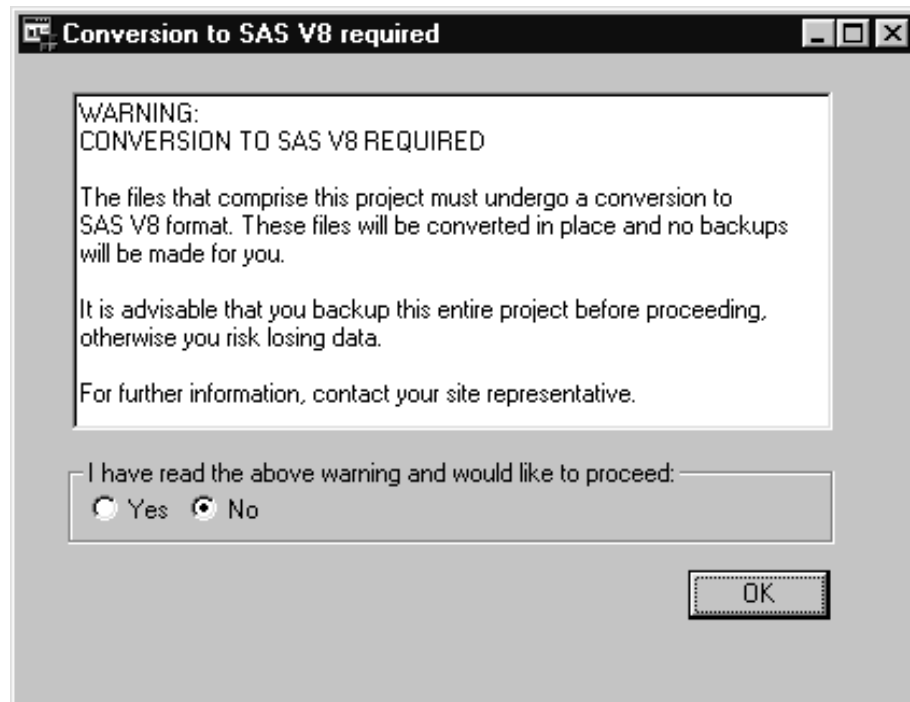 Conversion to SAS V8 required
WARNING:
CONVERSION TO SAS V8 REQUIRED
The files that comprise this project must undergo a conversion to
SAS V8 format. These files will be converted in place and no backups
will be made for you.
It is advisable that you backup this entire project before proceeding,
otherwise you risk losing data.
For further information, contact your site representative.
I have read the above warning and would like to proceed:
Yes No
OK